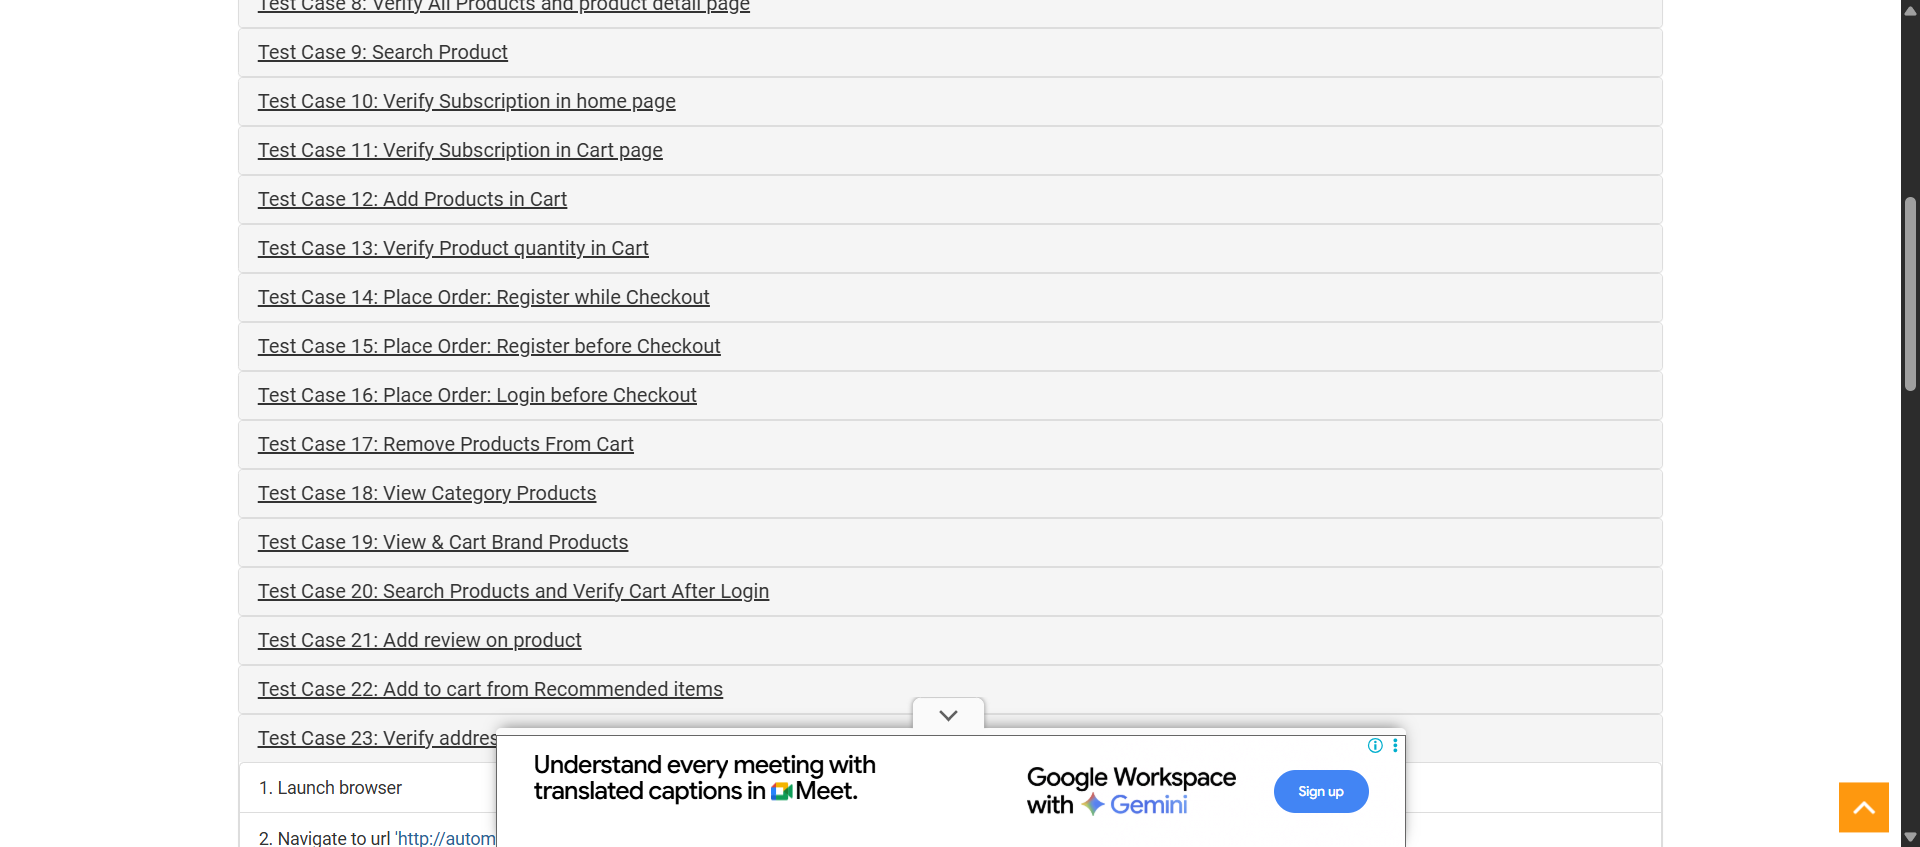 Test Case 8: Verify All Products and product detail page
Test Case 9: Search Product
Test Case 10: Verify Subscription in home page
Test Case 11: Verify Subscription in Cart page
Test Case 12: Add Products in Cart
Test Case 13: Verify Product quantity in Cart
Test Case 14: Place Order: Register while Checkout
Test Case 15: Place Order: Register before Checkout
Test Case 16: Place Order: Login before Checkout
Test Case 17: Remove Products From Cart
Test Case 18: View Category Products
Test Case 19: View & Cart Brand Products
Test Case 20: Search Products and Verify Cart After Login
Test Case 21: Add review on product
Test Case 22: Add to cart from Recommended items
Test Case 23: Verify addres
1. Launch browser
2. Navigate to url 'http://autom
Understand every meeting with
translated captions in Meet.
Google Workspace
with Gemini
Sign up